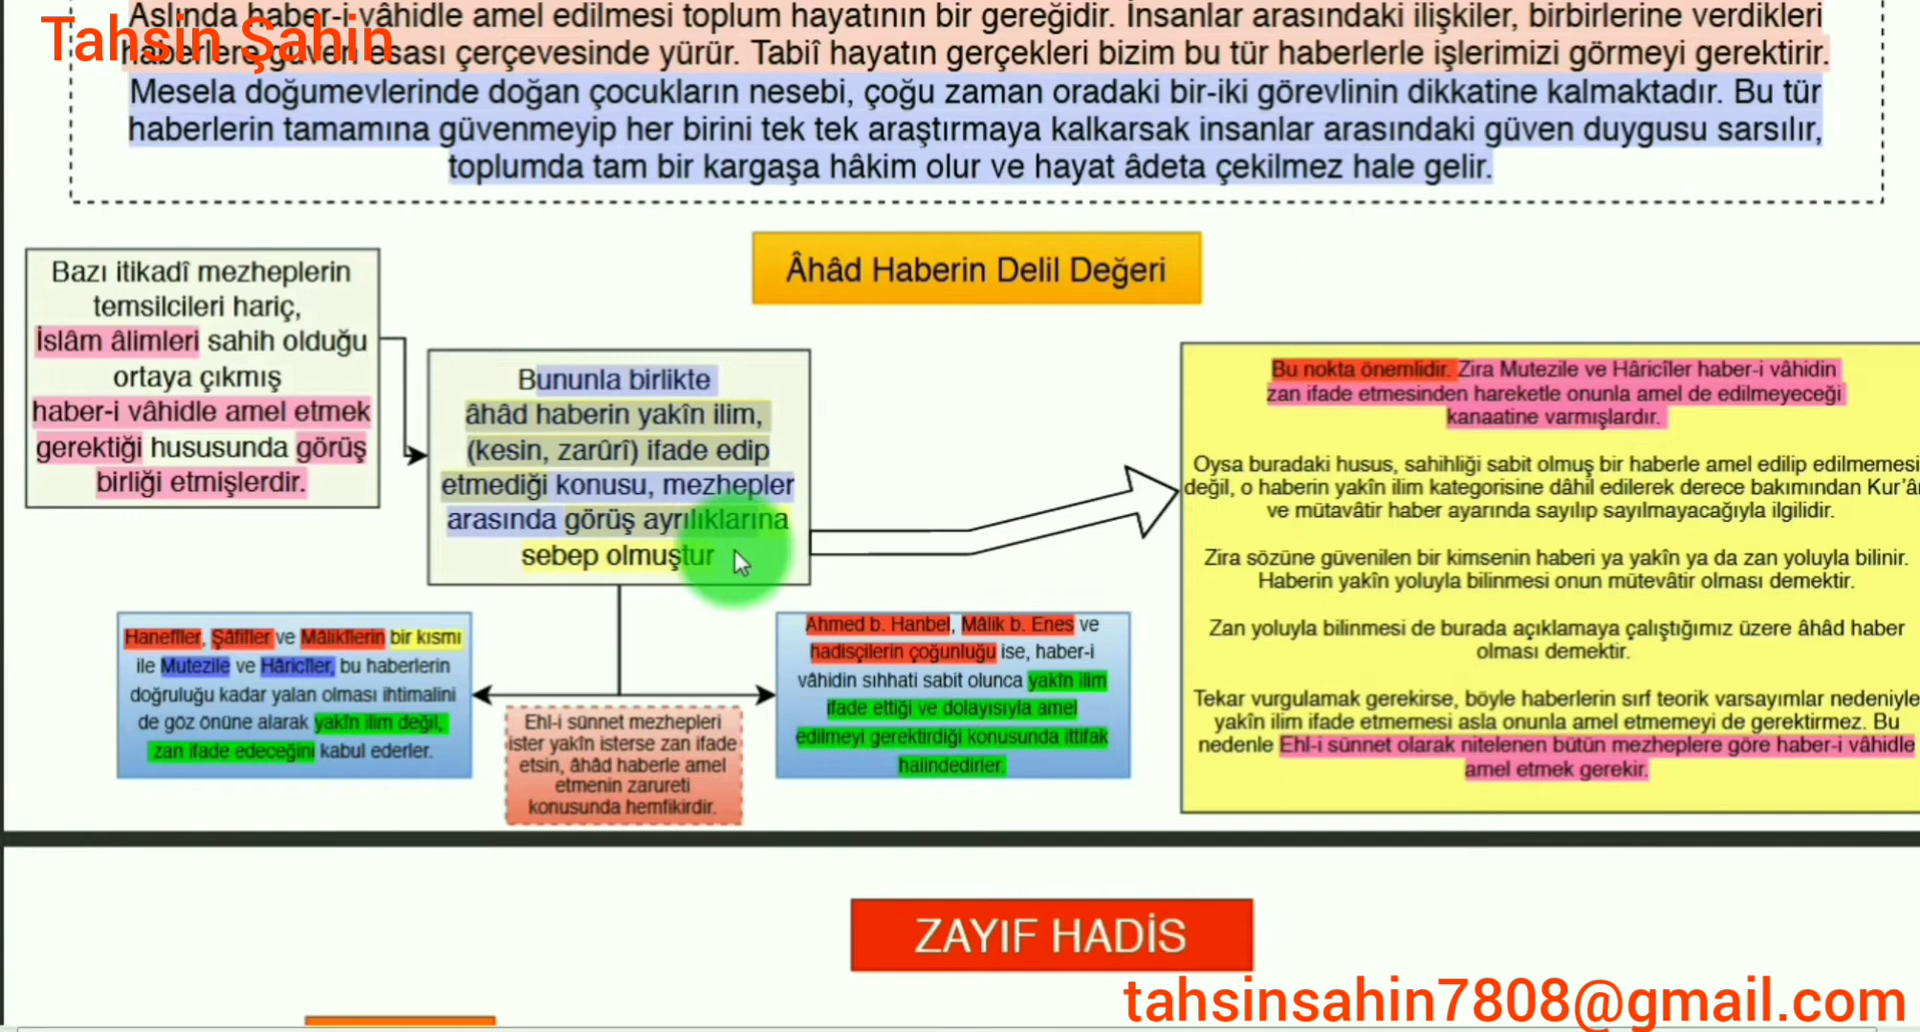 Aslında haber-i vâhidle amel edilmesi toplum hayatının bir gereğidir. İnsanlar arasındaki ilişkiler, birbirlerine verdikleri
Tahsin Şahin
haberlere güven esası çerçevesinde yürür. Tabiî hayatın gerçekleri bizim bu tür haberlerle işlerimizi görmeyi gerektirir.
Mesela doğumevlerinde doğan çocukların nesebi, çoğu zaman oradaki bir-iki görevlinin dikkatine kalmaktadır. Bu tür
haberlerin tamamına güvenmeyip her birini tek tek araştırmaya kalkarsak insanlar arasındaki güven duygusu sarsılır,
toplumda tam bir kargaşa hâkim olur ve hayat âdeta çekilmez hale gelir.
Âhâd Haberin Delil Değeri
Bazı itikadî mezheplerin
temsilcileri hariç,
İslâm âlimleri sahih olduğu
ortaya çıkmış
haber-i vâhidle amel etmek
gerektiği hususunda görüş
birliği etmişlerdir.
Bununla birlikte
âhâd haberin yakîn ilim,
(kesin, zarûrî) ifade edip
etmediği konusu, mezhepler
arasında görüş ayrılıklarına
sebep olmuştur
Bu nokta önemlidir. Zira Mutezile ve Hâricîler haber-i vâhidin
zan ifade etmesinden hareketle onunla amel de edilmeyeceği
kanaatine varmışlardır.
Oysa buradaki husus, sahihliği sabit olmuş bir haberle amel edilip edilmemesi
değil, o haberin yakîn ilim kategorisine dâhil edilerek derece bakımından Kur'ân
ve mütavâtir haber ayarında sayılıp sayılmayacağıyla ilgilidir.
Zira sözüne güvenilen bir kimsenin haberi ya yakîn ya da zan yoluyla bilinir.
Haberin yakîn yoluyla bilinmesi onun mütevâtir olması demektir.
Zan yoluyla bilinmesi de burada açıklamaya çalıştığımız üzere âhâd haber
olması demektir.
Tekar vurgulamak gerekirse, böyle haberlerin sırf teorik varsayımlar nedeniyle
yakîn ilim ifade etmemesi asla onunla amel etmemeyi de gerektirmez. Bu
nedenle Ehl-i sünnet olarak nitelenen bütün mezheplere göre haber-i vâhidle
amel etmek gerekir.
Hanefîler, Şâfiîler ve Mâlikîlerin bir kısmı
ile Mutezile ve Hâricîler, bu haberlerin
doğruluğu kadar yalan olması ihtimalini
de göz önüne alarak yakîn ilim değil,
zan ifade edeceğini kabul ederler.
Ehl-i sünnet mezhepleri
ister yakîn isterse zan ifade
etsin, âhâd haberle amel
etmenin zarureti
konusunda hemfikirdir.
Ahmed b. Hanbel, Mâlik b. Enes ve
hadisçilerin çoğunluğu ise, haber-i
vâhidin sıhhati sabit olunca yakîn ilim
ifade ettiği ve dolayısıyla amel
edilmeyi gerektirdiği konusunda ittifak
halindedirler.
ZAYIF HADİS
tahsinsahin7808@gmail.com